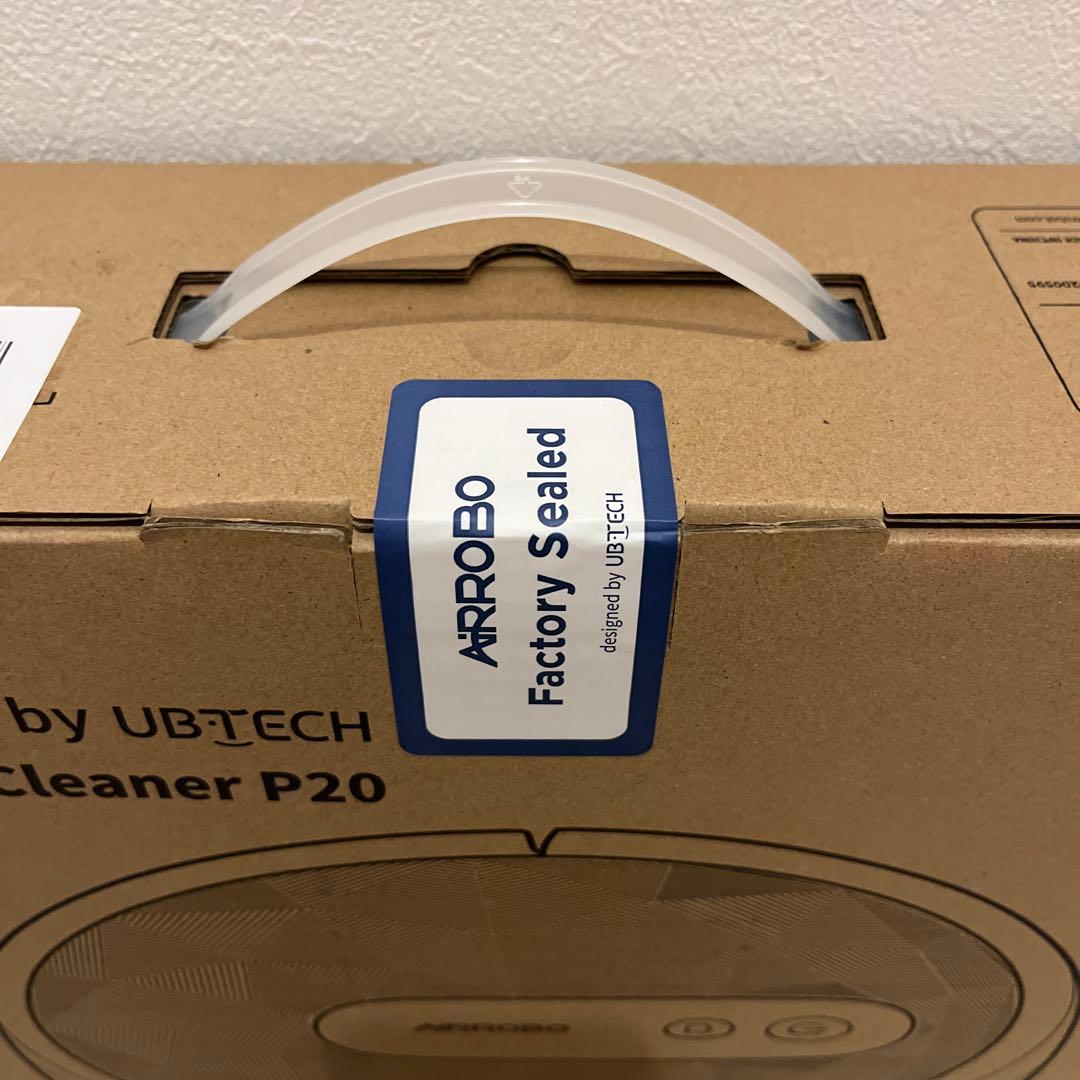 AIRROBO
Factory Sealed
designed by UBTECH
by UBTECH
Cleaner P20
AIRROBO